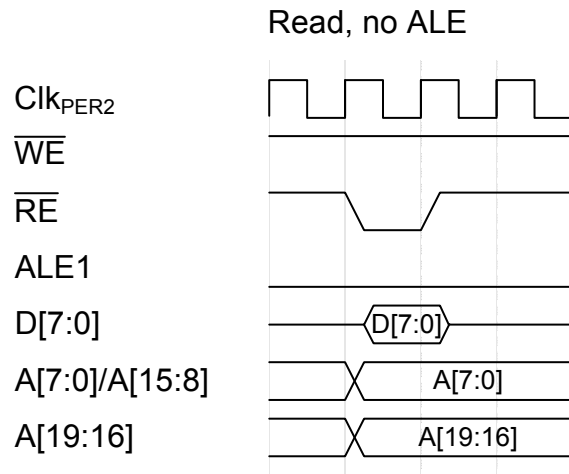 Read, no ALE
ClkPER2
WE
RE
ALE1
D[7:0] D[7:0]
A[7:0]/A[15:8] A[7:0]
A[19:16] A[19:16]